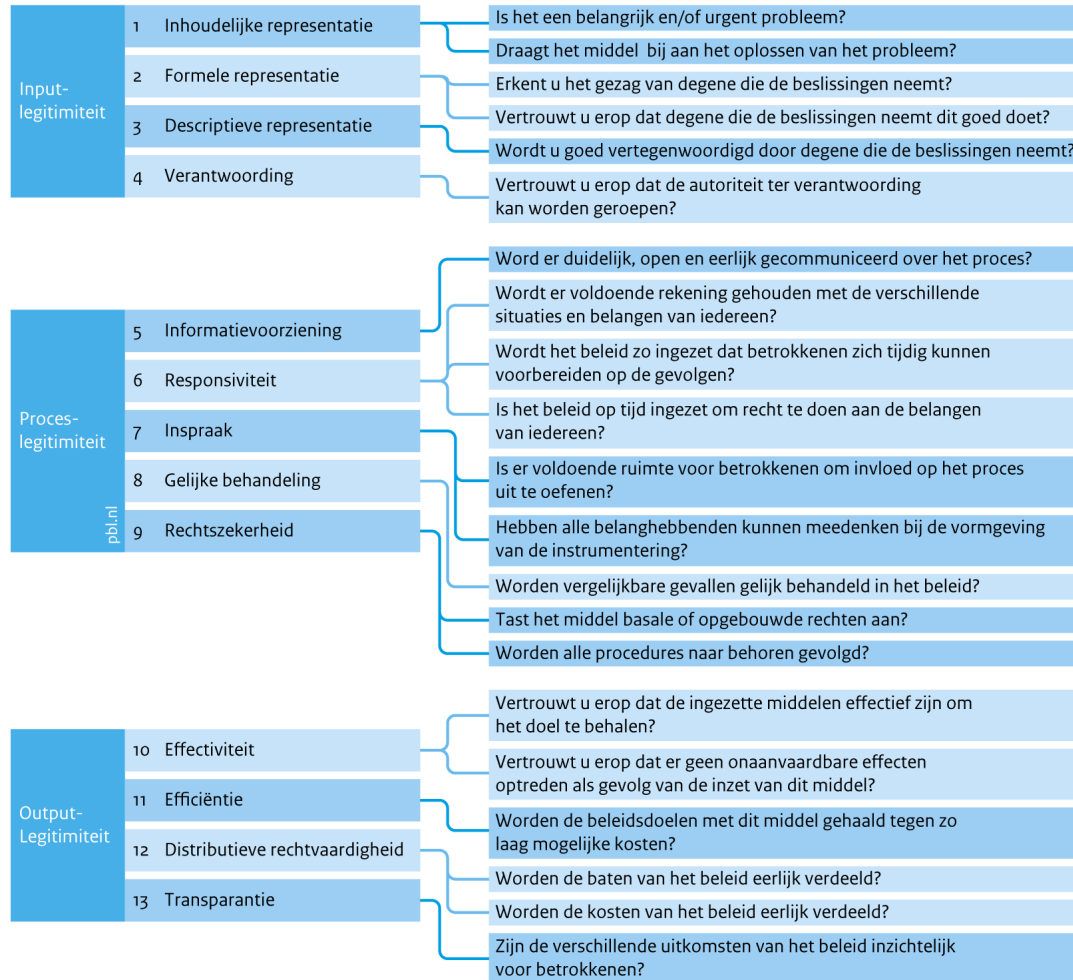 Input-
legitimiteit
1 Inhoudelijke representatie
2 Formele representatie
3 Descriptieve representatie
4 Verantwoording
Is het een belangrijk en/of urgent probleem?
Draagt het middel bij aan het oplossen van het probleem?
Erkent u het gezag van degene die de beslissingen neemt?
Vertrouwt u erop dat degene die de beslissingen neemt dit goed doet?
Wordt u goed vertegenwoordigd door degene die de beslissingen neemt?
Vertrouwt u erop dat de autoriteit ter verantwoording
kan worden geroepen?
Proces-
legitimiteit
pbl.nl
5 Informatievoorziening
6 Responsiviteit
7 Inspraak
8 Gelijke behandeling
9 Rechtszekerheid
Word er duidelijk, open en eerlijk gecommuniceerd over het proces?
Wordt er voldoende rekening gehouden met de verschillende
situaties en belangen van iedereen?
Wordt het beleid zo ingezet dat betrokkenen zich tijdig kunnen
voorbereiden op de gevolgen?
Is het beleid op tijd ingezet om recht te doen aan de belangen
van iedereen?
Is er voldoende ruimte voor betrokkenen om invloed op het proces
uit te oefenen?
Hebben alle belanghebbenden kunnen meedenken bij de vormgeving
van de instrumentering?
Worden vergelijkbare gevallen gelijk behandeld in het beleid?
Tast het middel basale of opgebouwde rechten aan?
Worden alle procedures naar behoren gevolgd?
Output-
Legitimiteit
10 Effectiviteit
11 Efficiëntie
12 Distributieve rechtvaardigheid
13 Transparantie
Vertrouwt u erop dat de ingezette middelen effectief zijn om
het doel te behalen?
Vertrouwt u erop dat er geen onaanvaardbare effecten
optreden als gevolg van de inzet van dit middel?
Worden de beleidsdoelen met dit middel gehaald tegen zo
laag mogelijke kosten?
Worden de baten van het beleid eerlijk verdeeld?
Worden de kosten van het beleid eerlijk verdeeld?
Zijn de verschillende uitkomsten van het beleid inzichtelijk
voor betrokkenen?